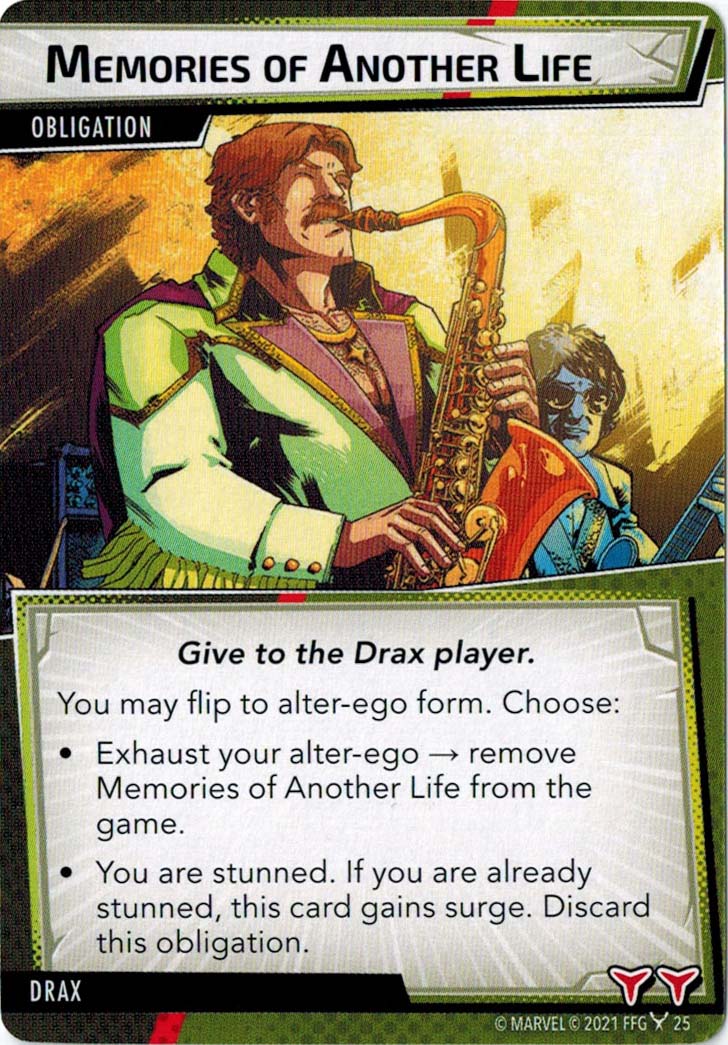 Memories of Another Life
OBLIGATION
Give to the Drax player.
You may flip to alter-ego form. Choose:
• Exhaust your alter-ego → remove
Memories of Another Life from the
game.
• You are stunned. If you are already
stunned, this card gains surge. Discard
this obligation.
DRAX
© MARVEL © 2021 FFG 25